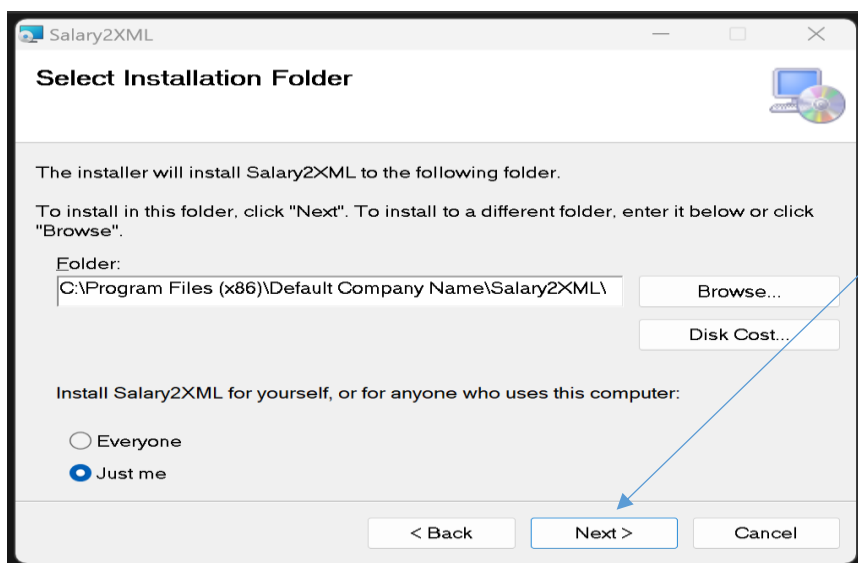 Salary2XML
Select Installation Folder
The installer will install Salary2XML to the following folder.
To install in this folder, click "Next". To install to a different folder, enter it below or click
"Browse".
Folder:
C:\Program Files (x86)\Default Company Name\Salary2XML\
Browse...
Disk Cost...
Install Salary2XML for yourself, or for anyone who uses this computer:
Everyone
Just me
< Back
Next >
Cancel